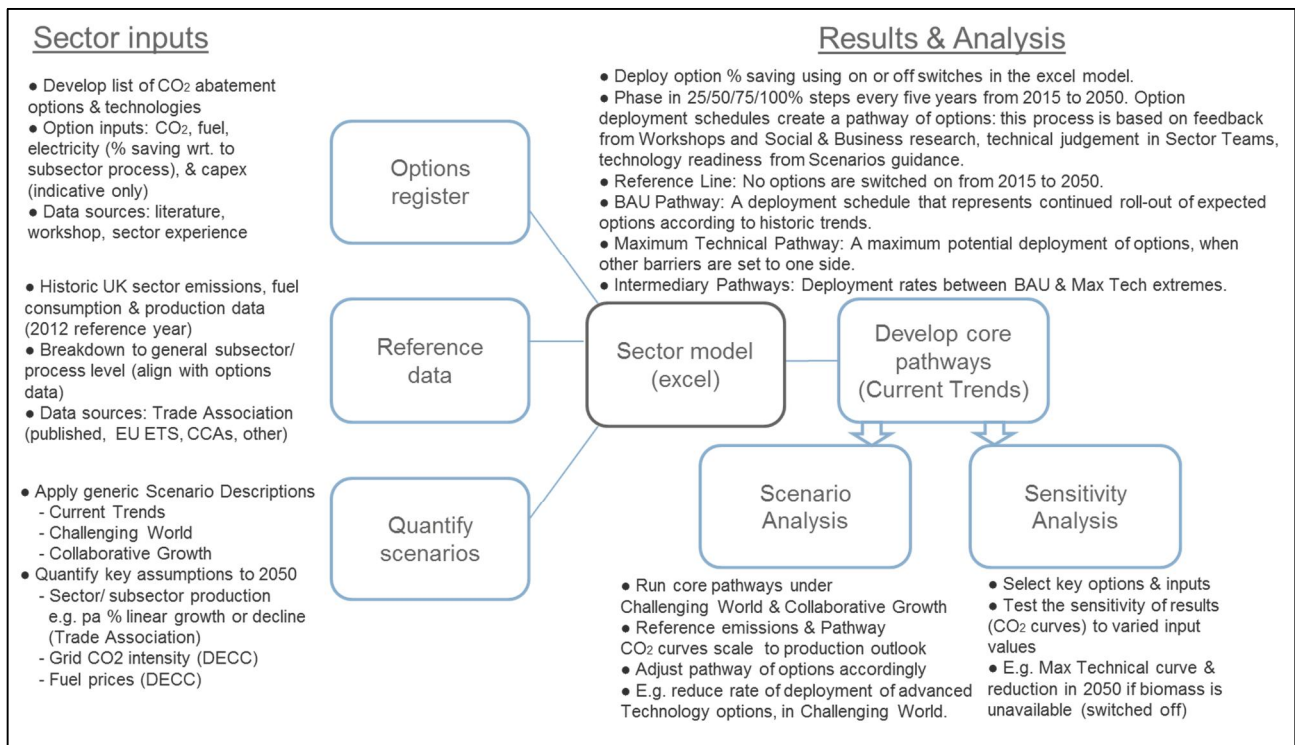 Sector inputs
● Develop list of CO2 abatement
options & technologies
● Option inputs: CO2, fuel,
electricity (% saving wrt. to
subsector process), & capex
(indicative only)
● Data sources: literature,
workshop, sector experience
● Historic UK sector emissions, fuel
consumption & production data
(2012 reference year)
● Breakdown to general subsector/
process level (align with options
data)
● Data sources: Trade Association
(published, EU ETS, CCAs, other)
● Apply generic Scenario Descriptions
- Current Trends
- Challenging World
- Collaborative Growth
● Quantify key assumptions to 2050
- Sector/ subsector production
e.g. pa % linear growth or decline
(Trade Association)
- Grid CO2 intensity (DECC)
- Fuel prices (DECC)
Options
register
Reference
data
Quantify
scenarios
Sector model
(excel)
Results & Analysis
● Deploy option % saving using on or off switches in the excel model.
● Phase in 25/50/75/100% steps every five years from 2015 to 2050. Option
deployment schedules create a pathway of options: this process is based on feedback
from Workshops and Social & Business research, technical judgement in Sector Teams,
technology readiness from Scenarios guidance.
● Reference Line: No options are switched on from 2015 to 2050.
● BAU Pathway: A deployment schedule that represents continued roll-out of expected
options according to historic trends.
● Maximum Technical Pathway: A maximum potential deployment of options, when
other barriers are set to one side.
● Intermediary Pathways: Deployment rates between BAU & Max Tech extremes.
Develop core
pathways
(Current Trends)
Scenario
Analysis
Sensitivity
Analysis
● Run core pathways under
Challenging World & Collaborative Growth
● Reference emissions & Pathway
CO2 curves scale to production outlook
● Adjust pathway of options accordingly
● E.g. reduce rate of deployment of advanced
Technology options, in Challenging World.
● Select key options & inputs
● Test the sensitivity of results
(CO2 curves) to varied input
values
● E.g. Max Technical curve &
reduction in 2050 if biomass is
unavailable (switched off)